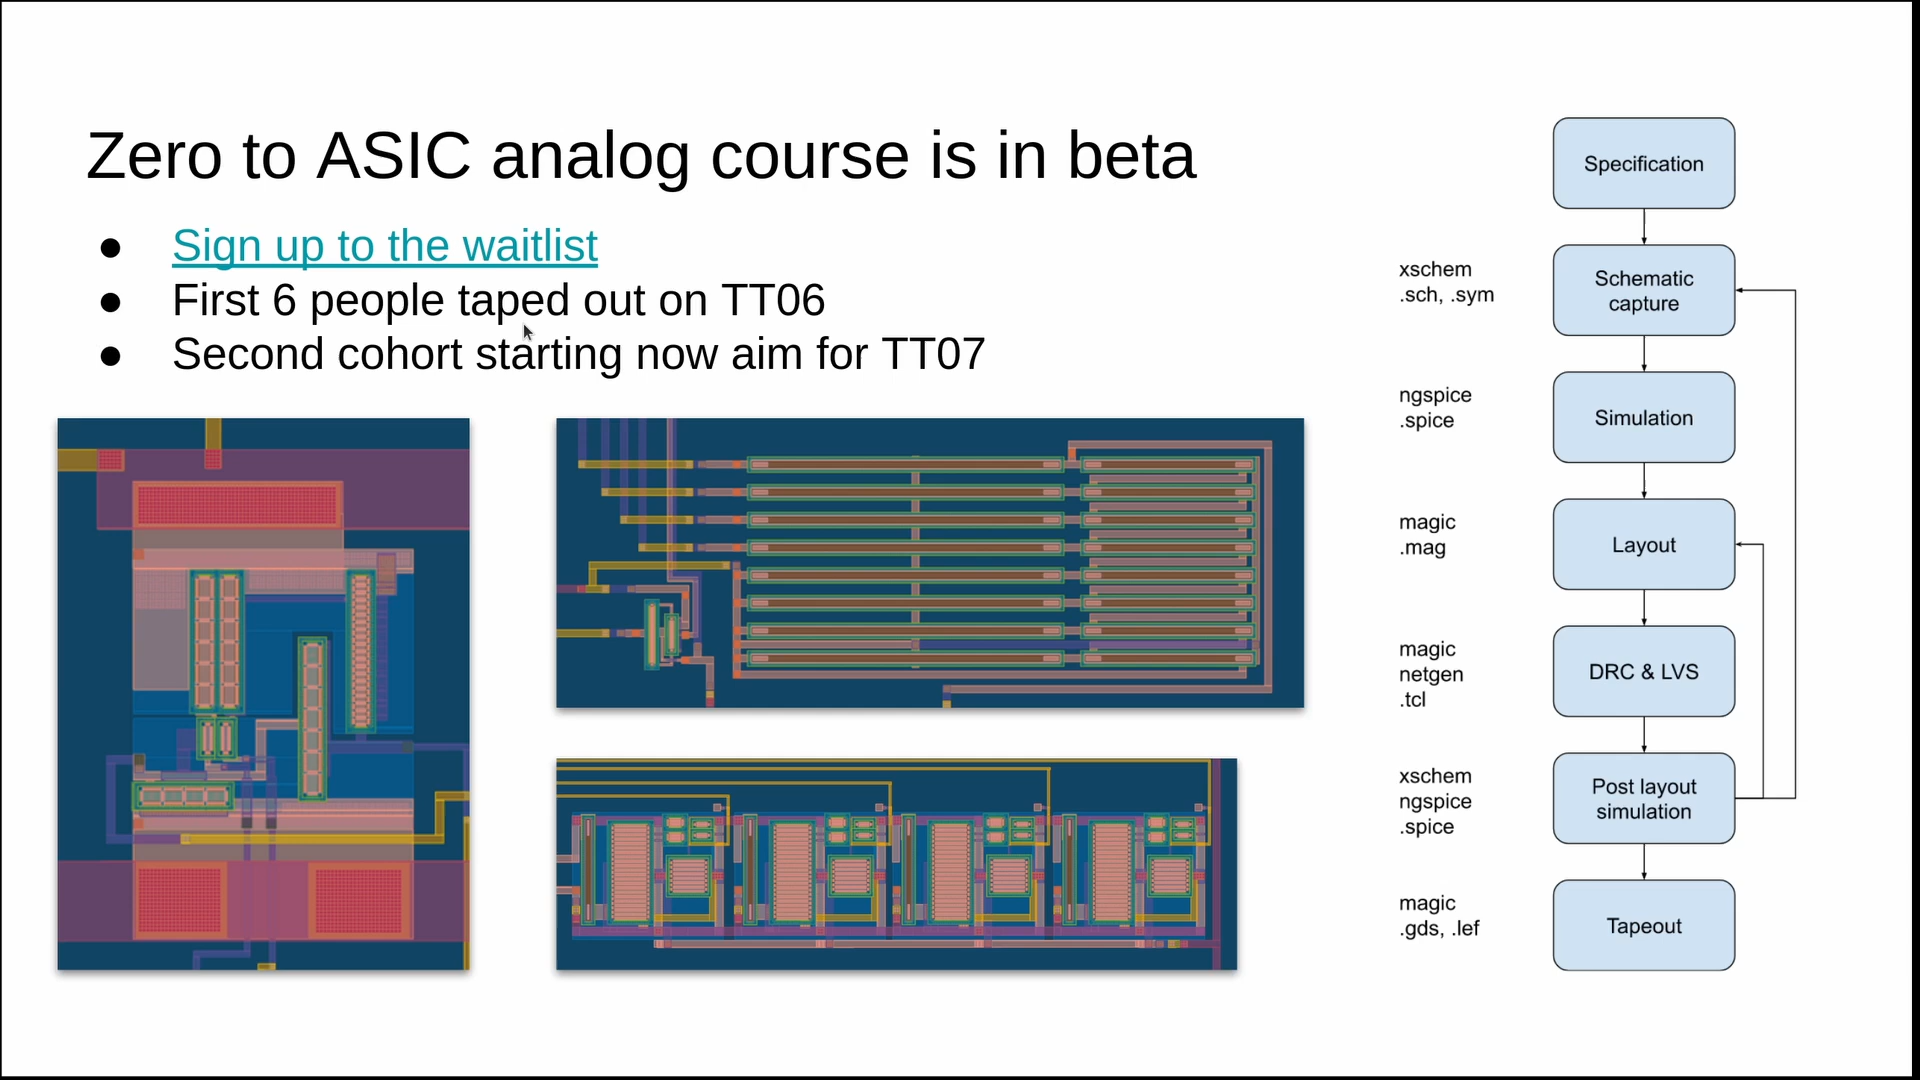 Zero to ASIC analog course is in beta
● Sign up to the waitlist
● First 6 people taped out on TT06
● Second cohort starting now aim for TT07
Specification
xschem
.sch, .sym
Schematic
capture
ngspice
.spice
Simulation
magic
.mag
Layout
magic
netgen
.tcl
DRC & LVS
xschem
ngspice
.spice
Post layout
simulation
magic
.gds, .lef
Tapeout